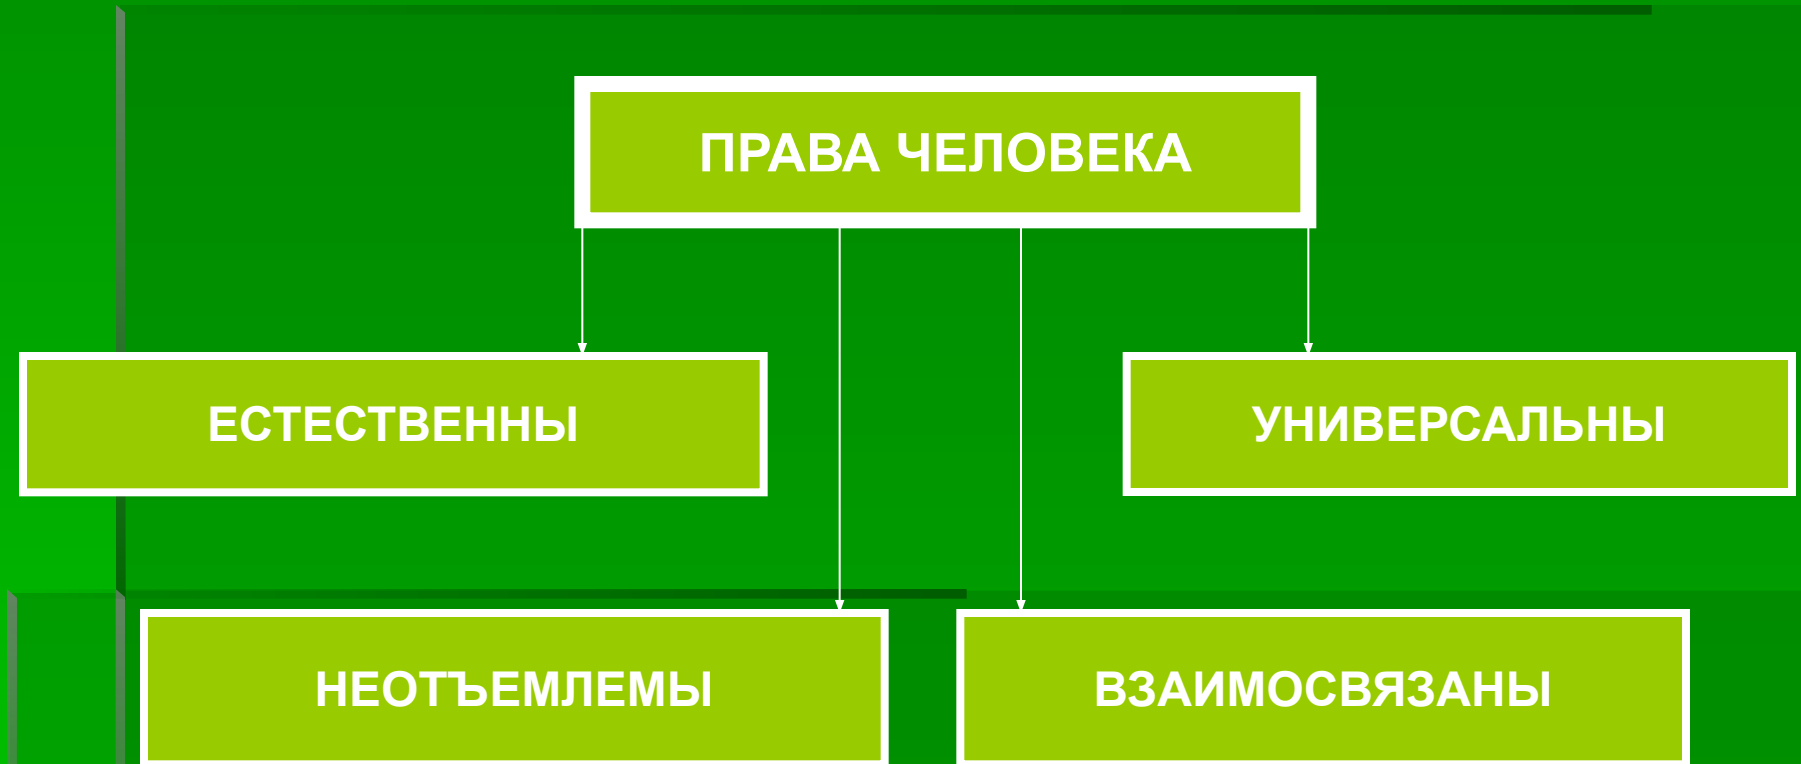 ПРАВА ЧЕЛОВЕКА
ЕСТЕСТВЕННЫ
УНИВЕРСАЛЬНЫ
НЕОТЪЕМЛЕМЫ
ВЗАИМОСВЯЗАНЫ